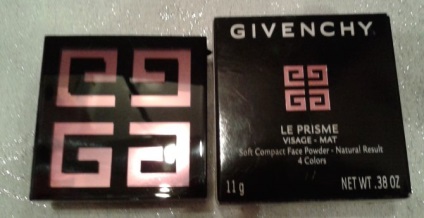 GIVENCHY
LE PRISME
VISAGE - MAT
Soft Compact Face Powder - Natural Result
4 Colors
11 g NET WT .38 OZ